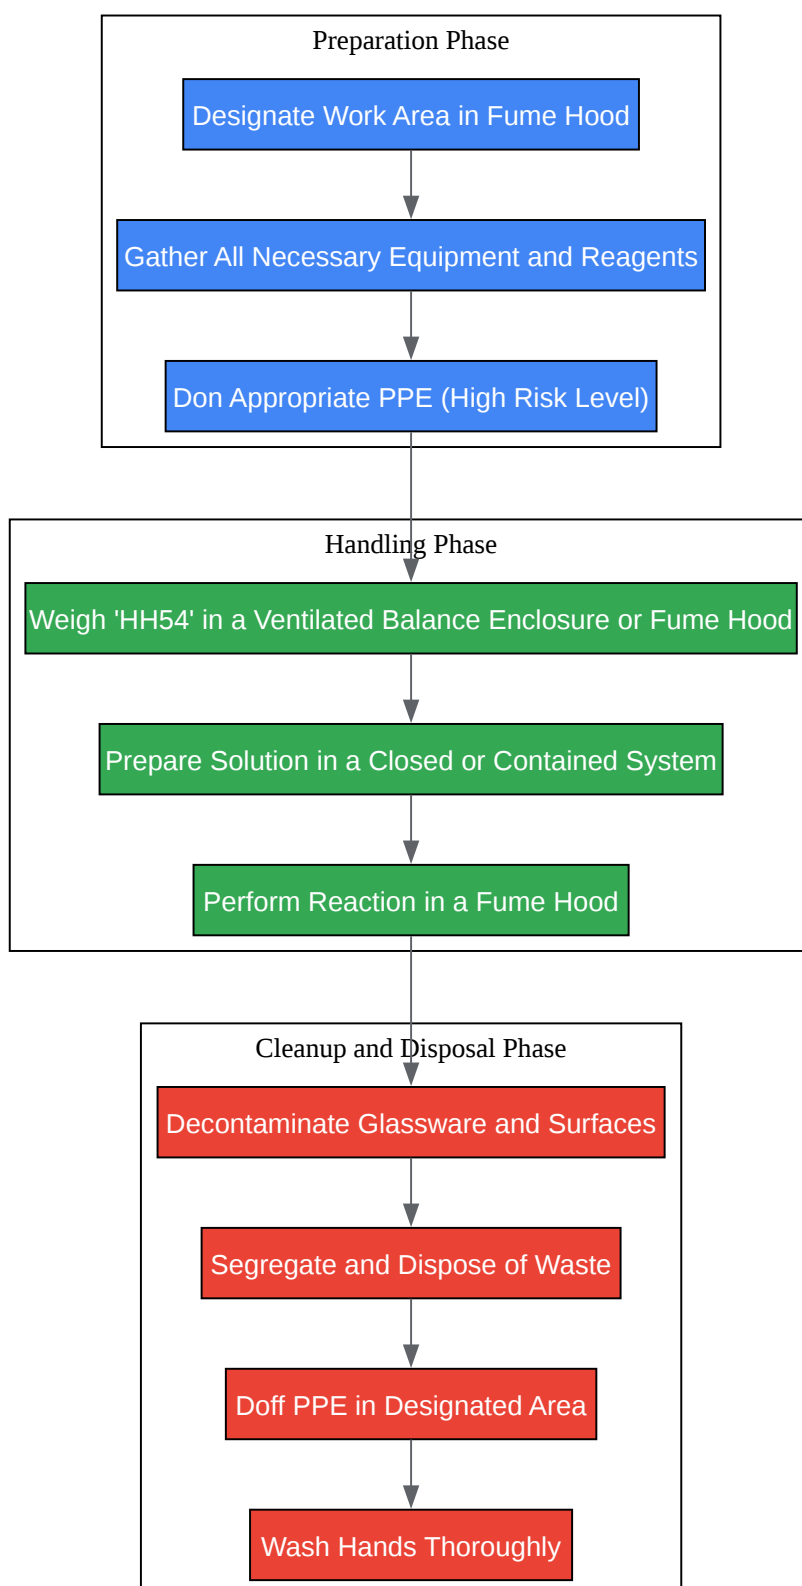 Preparation Phase
Designate Work Area in Fume Hood
Gather All Necessary Equipment and Reagents
Don Appropriate PPE (High Risk Level)
Handling Phase
Weigh 'HH54' in a Ventilated Balance Enclosure or Fume Hood
Prepare Solution in a Closed or Contained System
Perform Reaction in a Fume Hood
Cleanup and Disposal Phase
Decontaminate Glassware and Surfaces
Segregate and Dispose of Waste
Doff PPE in Designated Area
Wash Hands Thoroughly